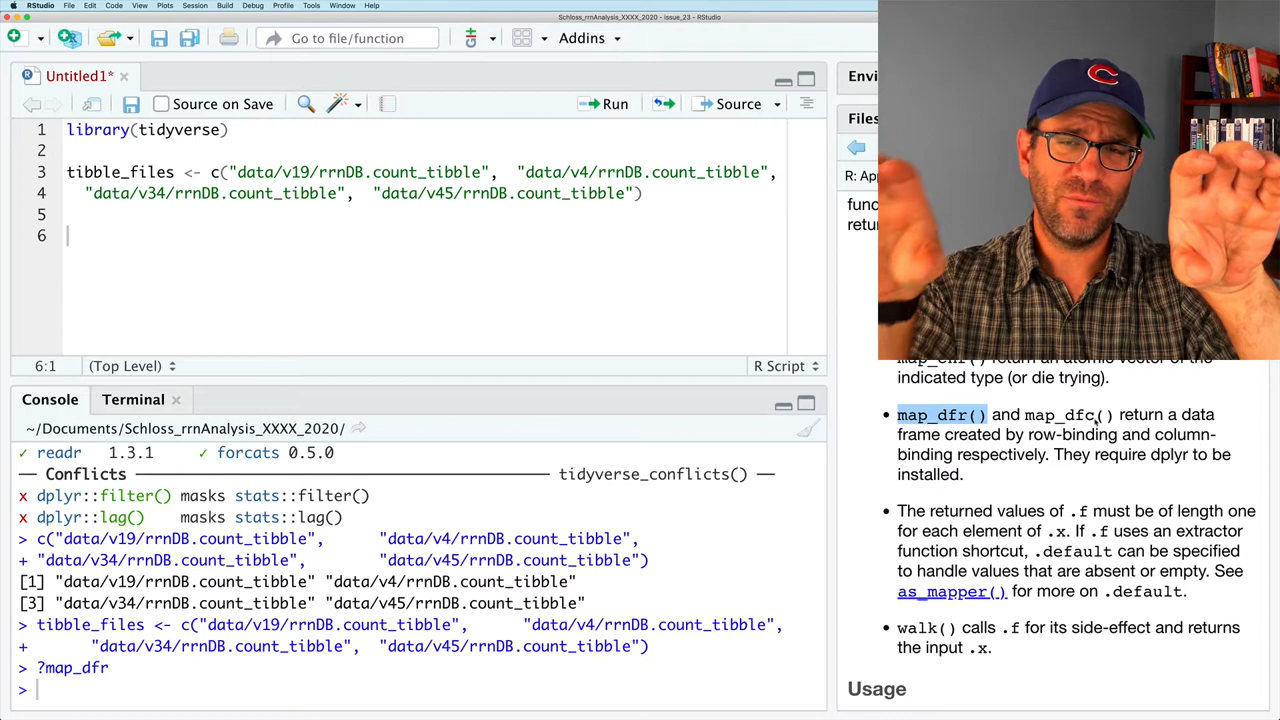 RStudio File Edit Code View Plots Session Build Debug Profile Tools Window Help
Schloss_rrnAnalysis_XXXX_2020 - issue_23 - RStudio
Go to file/function Addins
Untitled1* Envi
Source on Save Run Source Files
1 library(tidyverse)
2
3 tibble_files <- c("data/v19/rrnDB.count_tibble", "data/v4/rrnDB.count_tibble",
4 "data/v34/rrnDB.count_tibble", "data/v45/rrnDB.count_tibble")
5
6
6:1 (Top Level) R Script
R: App
func
retur
Console Terminal
~/Documents/Schloss_rrnAnalysis_XXXX_2020/
✓ readr 1.3.1 ✓ forcats 0.5.0
── Conflicts ── tidyverse_conflicts()
x dplyr::filter() masks stats::filter()
x dplyr::lag() masks stats::lag()
> c("data/v19/rrnDB.count_tibble", "data/v4/rrnDB.count_tibble",
+ "data/v34/rrnDB.count_tibble", "data/v45/rrnDB.count_tibble")
[1] "data/v19/rrnDB.count_tibble" "data/v4/rrnDB.count_tibble"
[3] "data/v34/rrnDB.count_tibble" "data/v45/rrnDB.count_tibble"
> tibble_files <- c("data/v19/rrnDB.count_tibble", "data/v4/rrnDB.count_tibble",
+ "data/v34/rrnDB.count_tibble", "data/v45/rrnDB.count_tibble")
> ?map_dfr
>
map_chr() return an atomic vector of the
indicated type (or die trying).
• map_dfr() and map_dfc() return a data
frame created by row-binding and column-
binding respectively. They require dplyr to be
installed.
• The returned values of .f must be of length one
for each element of .x. If .f uses an extractor
function shortcut, .default can be specified
to handle values that are absent or empty. See
as_mapper() for more on .default.
• walk() calls .f for its side-effect and returns
the input .x.
Usage